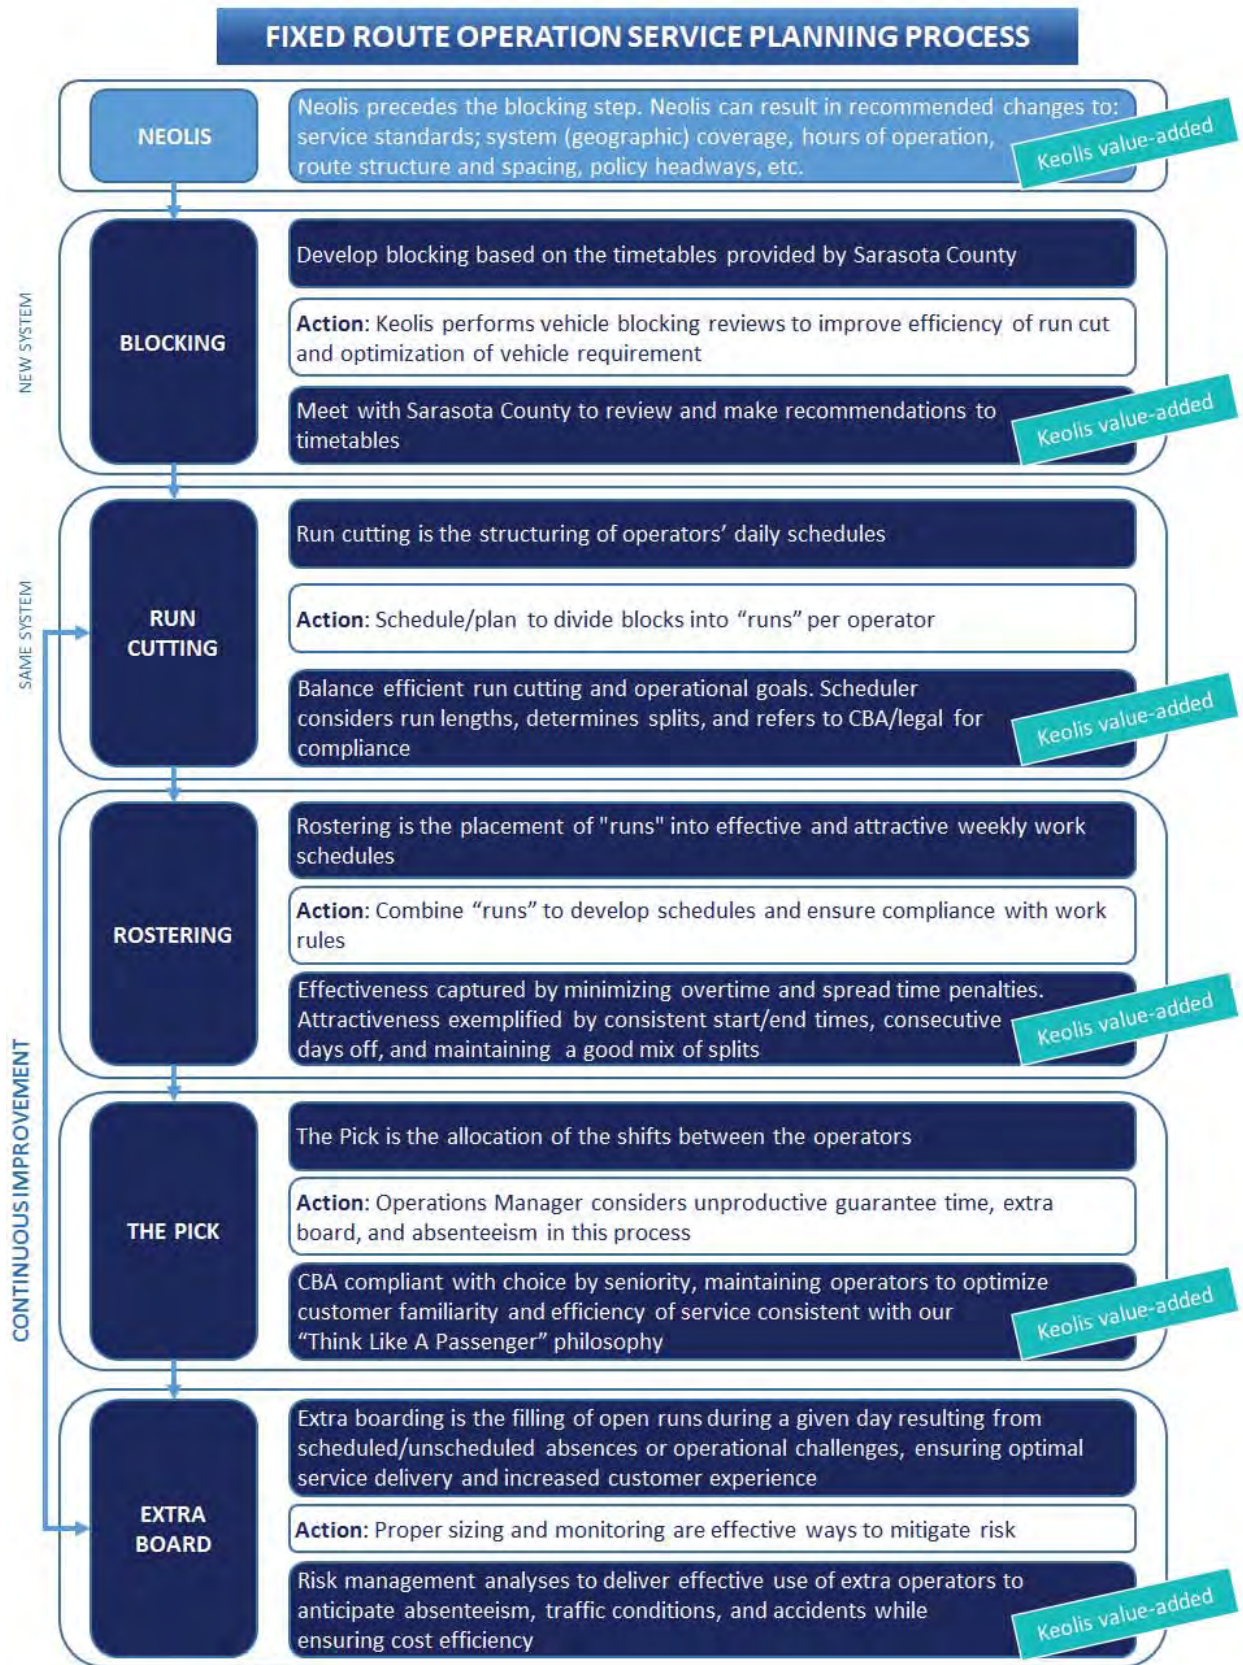 FIXED ROUTE OPERATION SERVICE PLANNING PROCESS
NEOLIS
Neolis precedes the blocking step. Neolis can result in recommended changes to:
service standards; system (geographic) coverage, hours of operation,
route structure and spacing, policy headways, etc.
Keolis value-added
NEW SYSTEM
BLOCKING
Develop blocking based on the timetables provided by Sarasota County
Action: Keolis performs vehicle blocking reviews to improve efficiency of run cut
and optimization of vehicle requirement
Meet with Sarasota County to review and make recommendations to
timetables
Keolis value-added
SAME SYSTEM
RUN
CUTTING
Run cutting is the structuring of operators’ daily schedules
Action: Schedule/plan to divide blocks into “runs” per operator
Balance efficient run cutting and operational goals. Scheduler
considers run lengths, determines splits, and refers to CBA/legal for
compliance
Keolis value-added
ROSTERING
Rostering is the placement of "runs" into effective and attractive weekly work
schedules
Action: Combine “runs” to develop schedules and ensure compliance with work
rules
Effectiveness captured by minimizing overtime and spread time penalties.
Attractiveness exemplified by consistent start/end times, consecutive
days off, and maintaining a good mix of splits
Keolis value-added
CONTINUOUS IMPROVEMENT
THE PICK
The Pick is the allocation of the shifts between the operators
Action: Operations Manager considers unproductive guarantee time, extra
board, and absenteeism in this process
CBA compliant with choice by seniority, maintaining operators to optimize
customer familiarity and efficiency of service consistent with our
“Think Like A Passenger” philosophy
Keolis value-added
EXTRA
BOARD
Extra boarding is the filling of open runs during a given day resulting from
scheduled/unscheduled absences or operational challenges, ensuring optimal
service delivery and increased customer experience
Action: Proper sizing and monitoring are effective ways to mitigate risk
Risk management analyses to deliver effective use of extra operators to
anticipate absenteeism, traffic conditions, and accidents while
ensuring cost efficiency
Keolis value-added